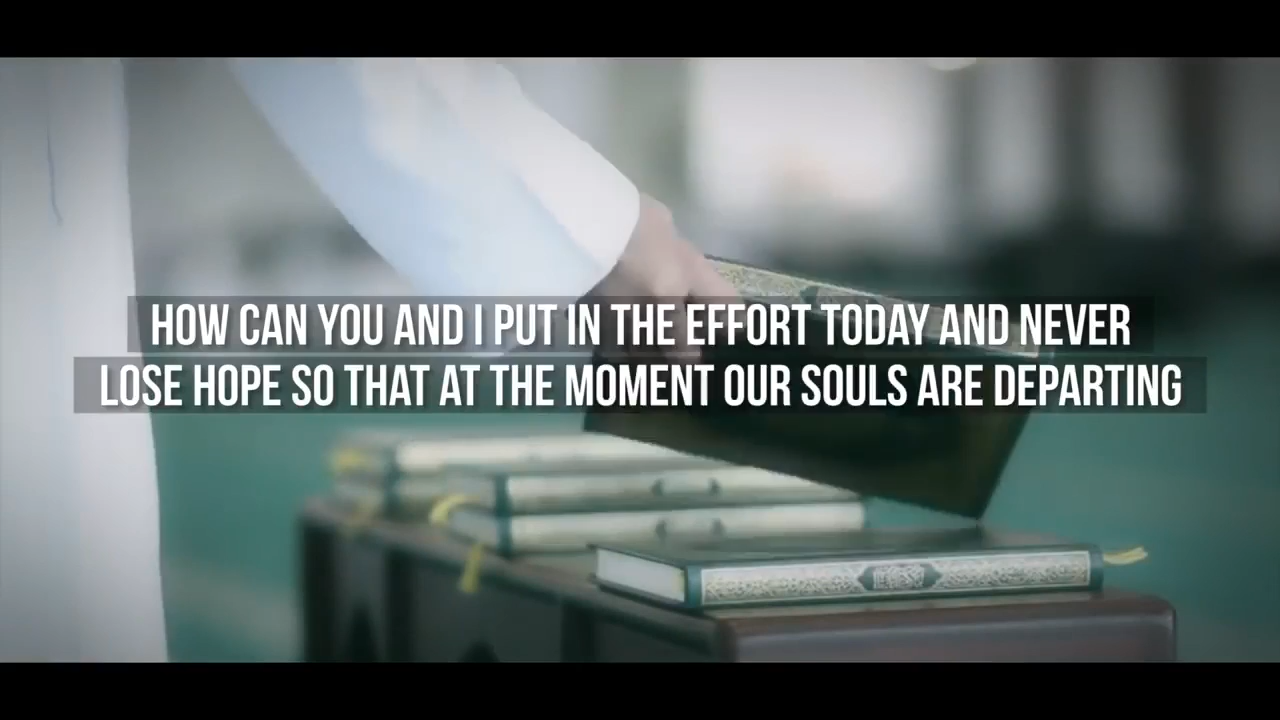 HOW CAN YOU AND I PUT IN THE EFFORT TODAY AND NEVER
LOSE HOPE SO THAT AT THE MOMENT OUR SOULS ARE DEPARTING